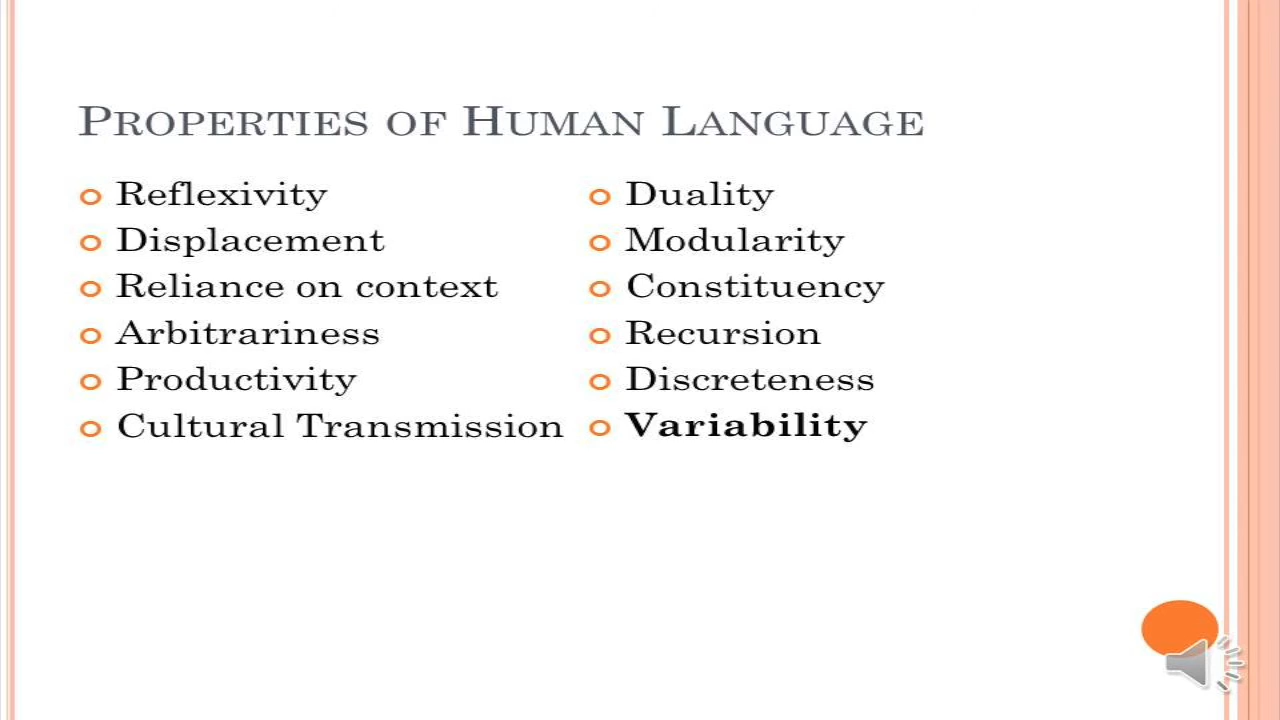 Properties of Human Language
Reflexivity
Displacement
Reliance on context
Arbitrariness
Productivity
Cultural Transmission
Duality
Modularity
Constituency
Recursion
Discreteness
Variability